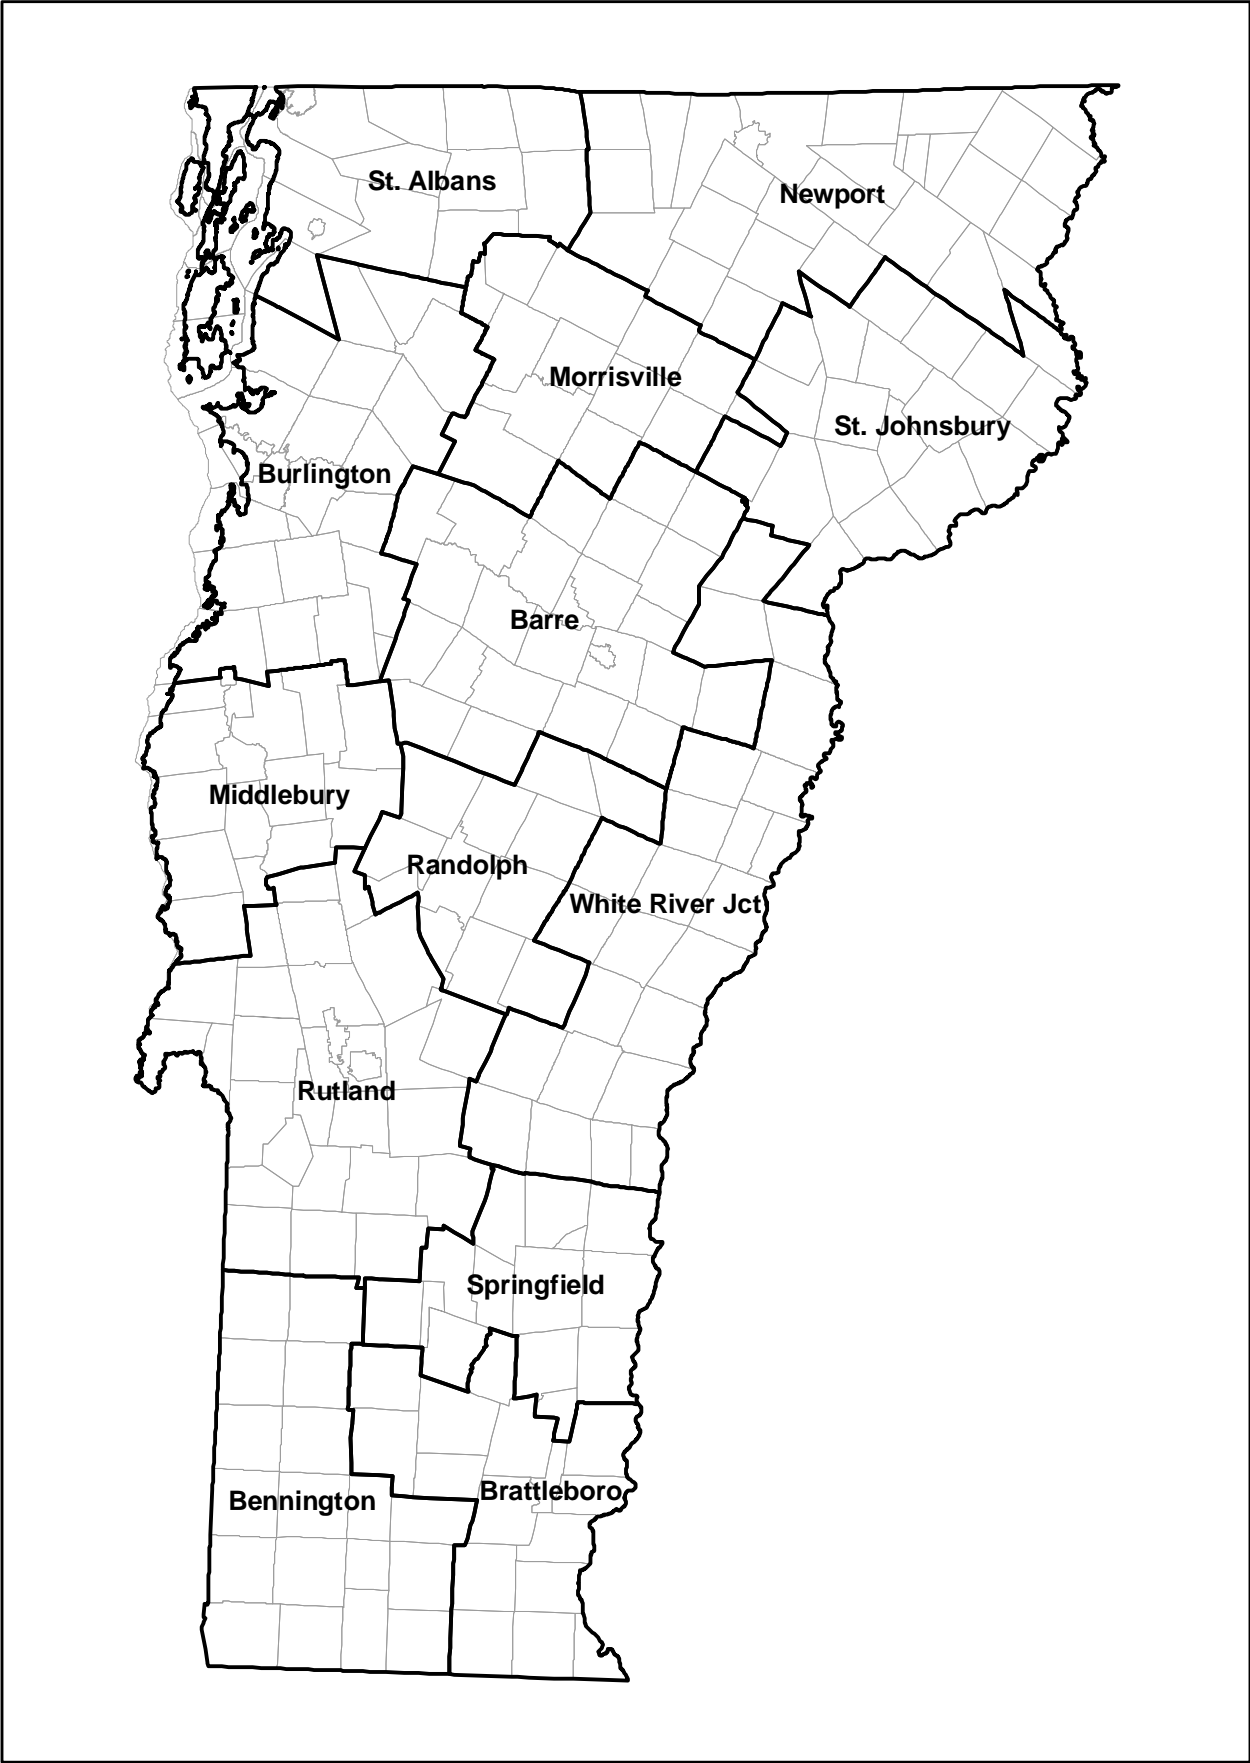 St. Albans
Newport
Morrisville
St. Johnsbury
Burlington
Barre
Middlebury
Randolph
White River Jct
Rutland
Springfield
Brattleboro
Bennington